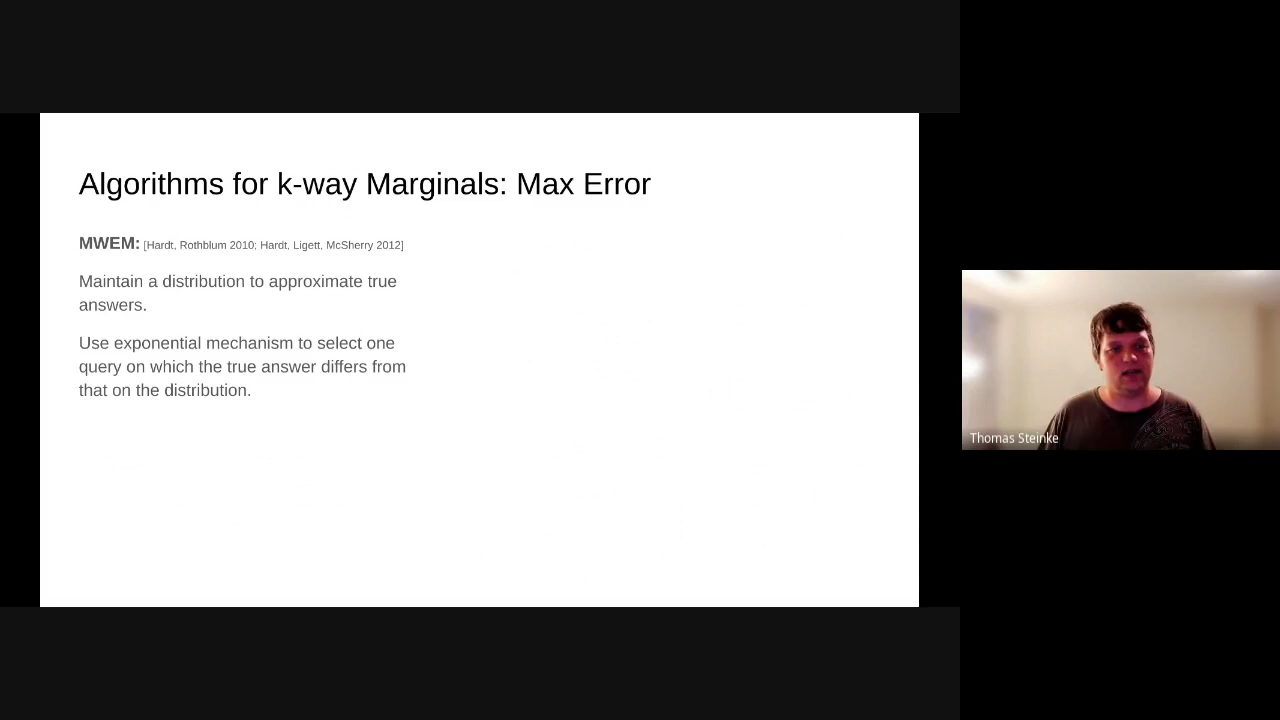 Algorithms for k-way Marginals: Max Error
MWEM: [Hardt, Rothblum 2010; Hardt, Ligett, McSherry 2012]
Maintain a distribution to approximate true
answers.
Use exponential mechanism to select one
query on which the true answer differs from
that on the distribution.
Thomas Steinke